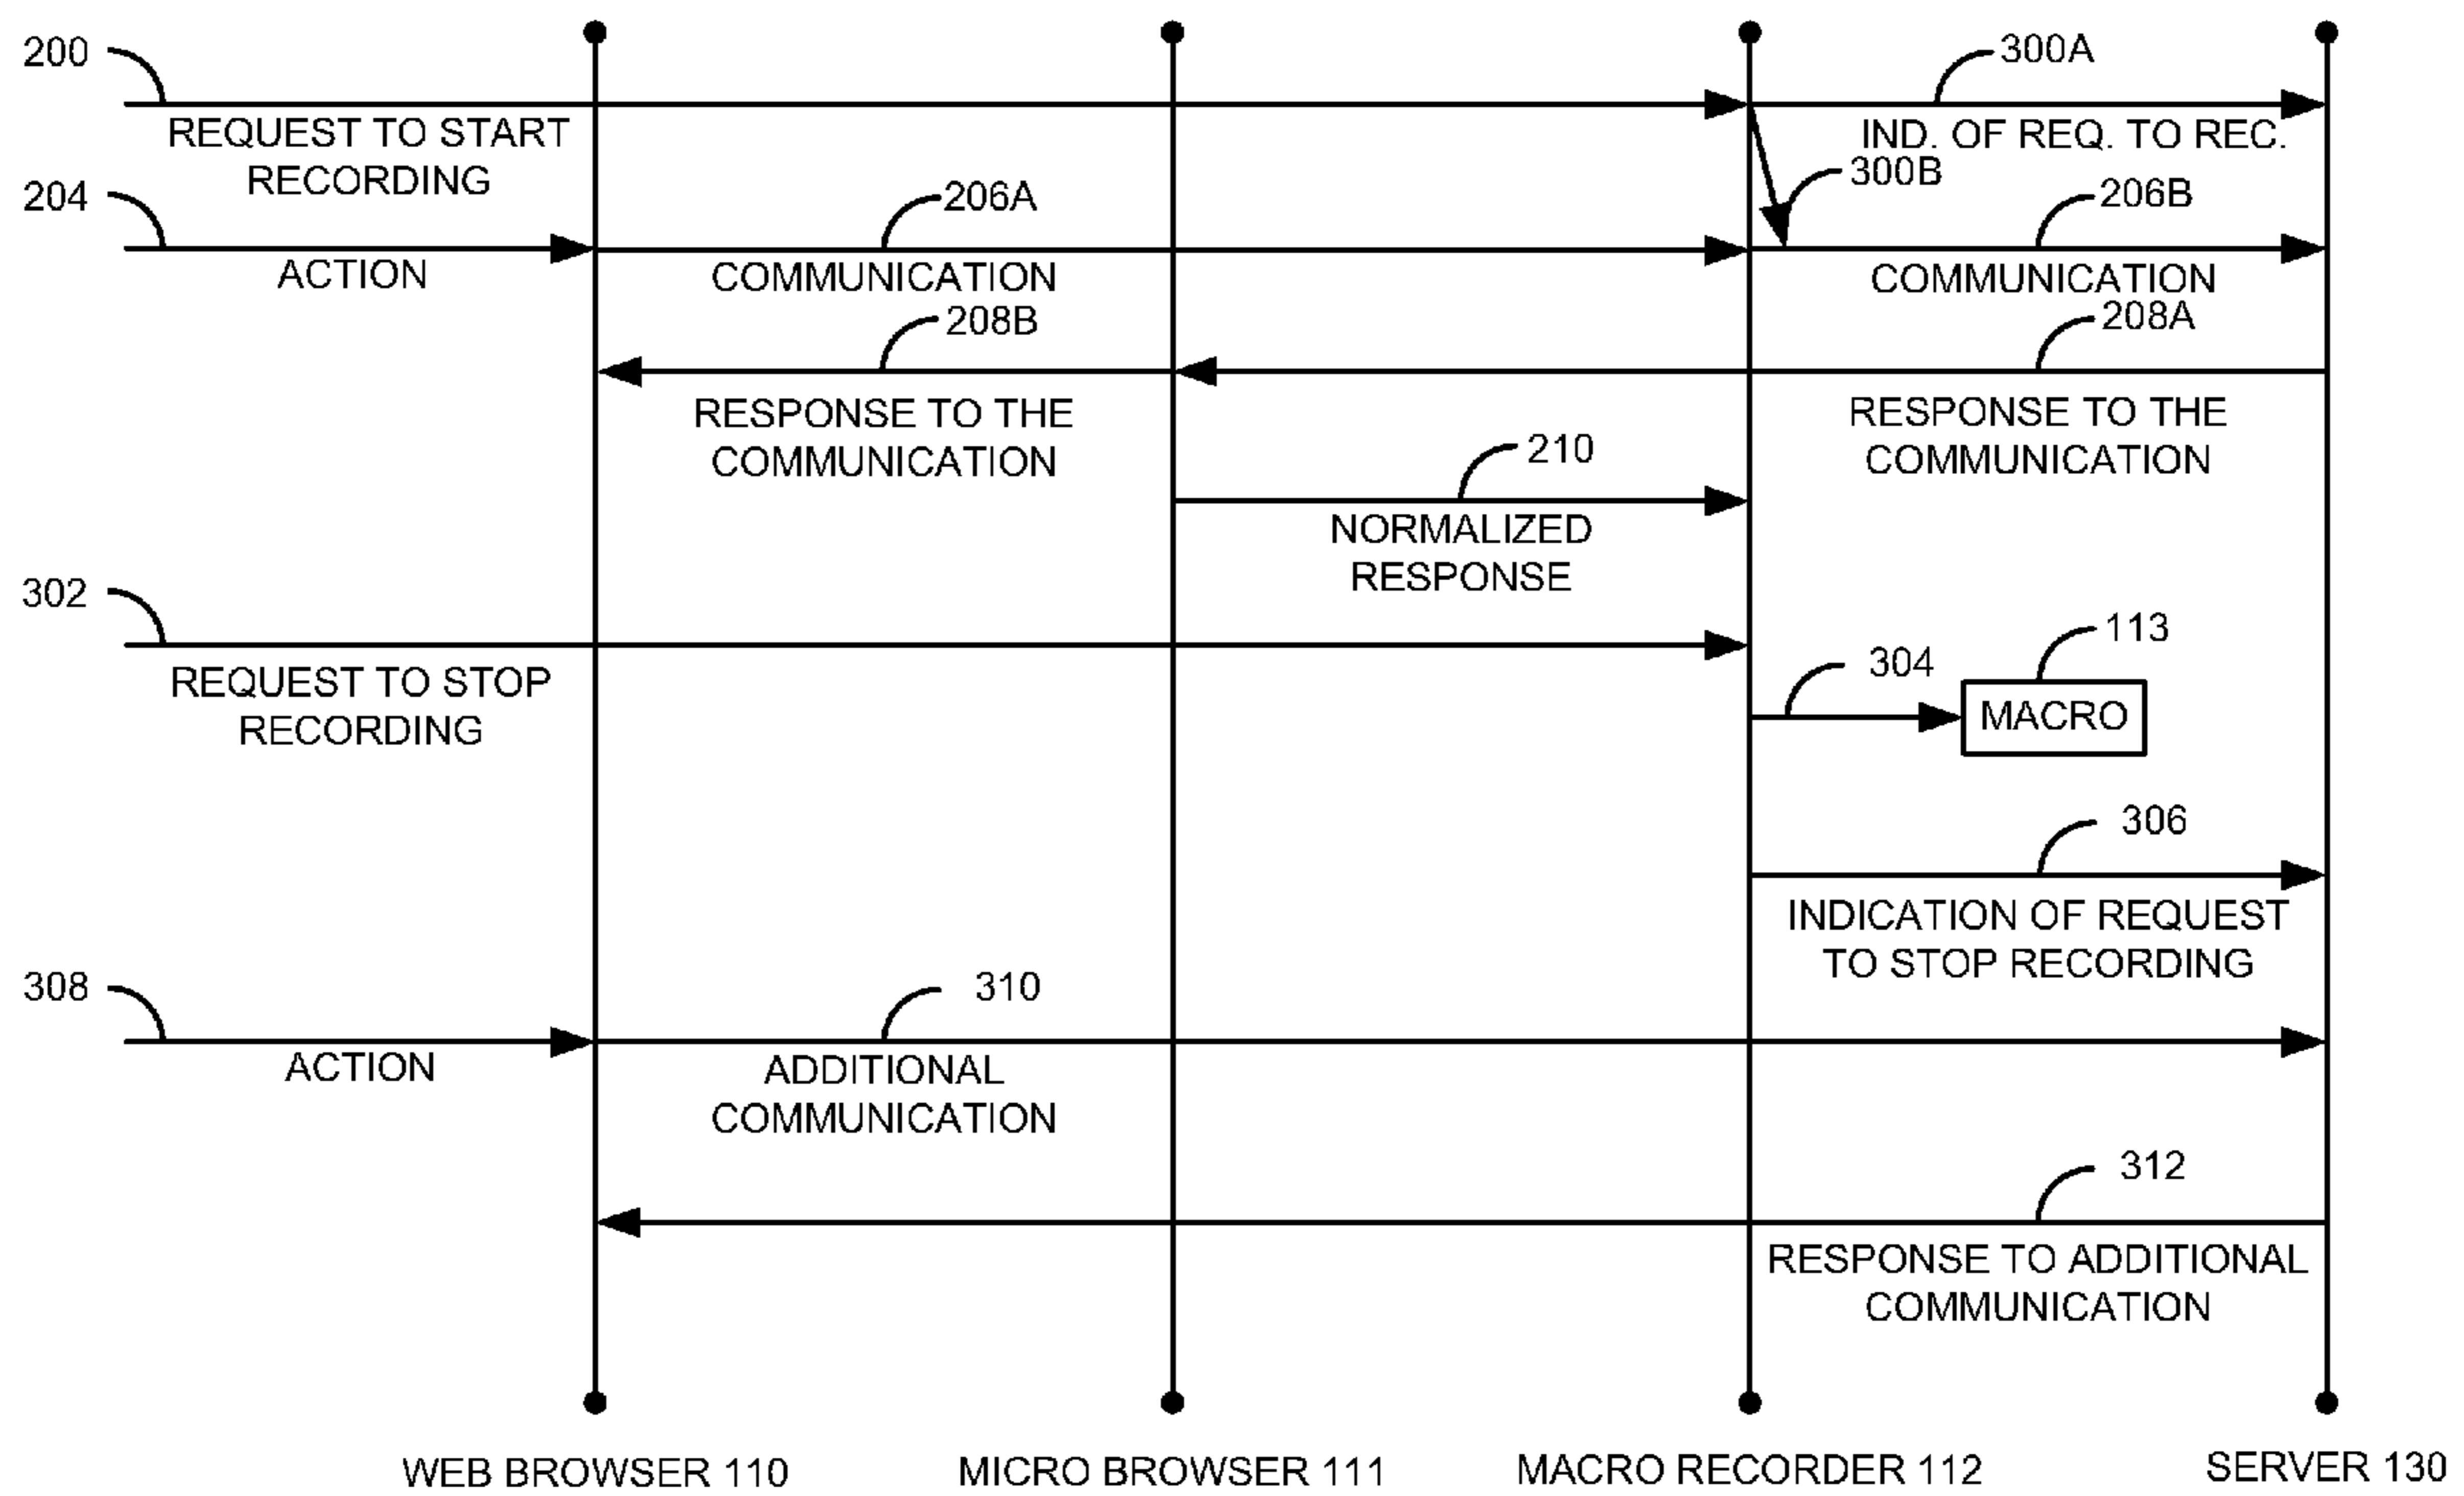 200
300A
REQUEST TO START
RECORDING
IND. OF REQ. TO REC.
300B
204
206A
206B
ACTION
COMMUNICATION
COMMUNICATION
208B
208A
RESPONSE TO THE
COMMUNICATION
RESPONSE TO THE
COMMUNICATION
210
NORMALIZED
RESPONSE
302
REQUEST TO STOP
RECORDING
113
304
MACRO
306
INDICATION OF REQUEST
TO STOP RECORDING
308
310
ACTION
ADDITIONAL
COMMUNICATION
312
RESPONSE TO ADDITIONAL
COMMUNICATION
WEB BROWSER 110
MICRO BROWSER 111
MACRO RECORDER 112
SERVER 130